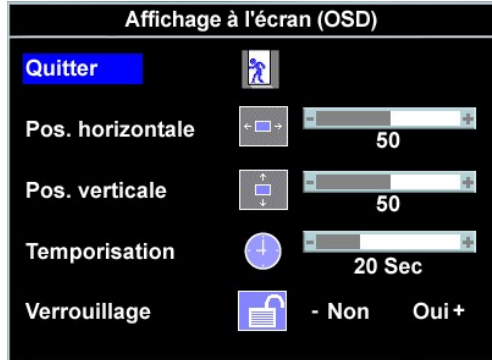 Affichage à l'écran (OSD)
Quitter
Pos. horizontale - +
50
Pos. verticale - +
50
Temporisation - +
20 Sec
Verrouillage - Non Oui +